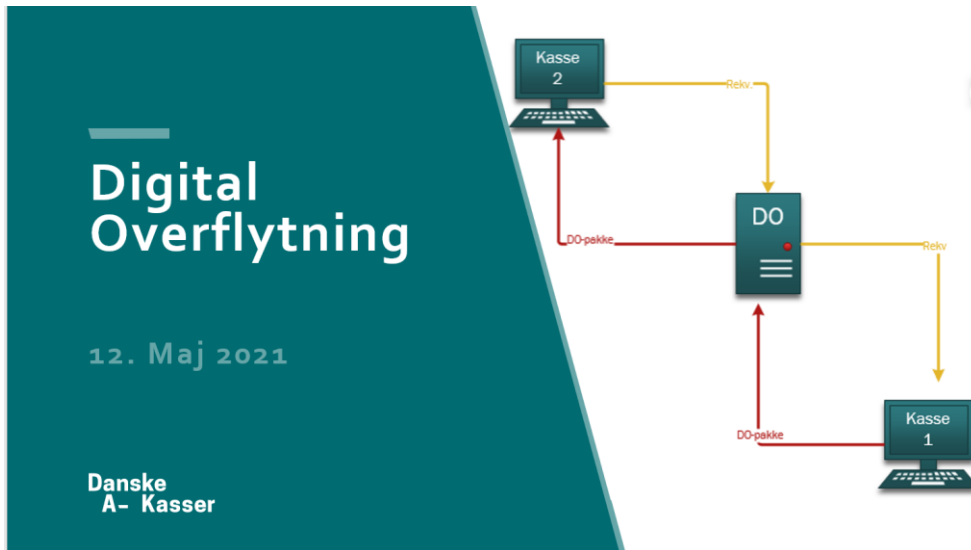 Digital
Overflytning
12. Maj 2021
Danske
A- Kasser
Kasse
2
Rekv.
DO
DO-pakke
Rekv
DO-pakke
Kasse
1